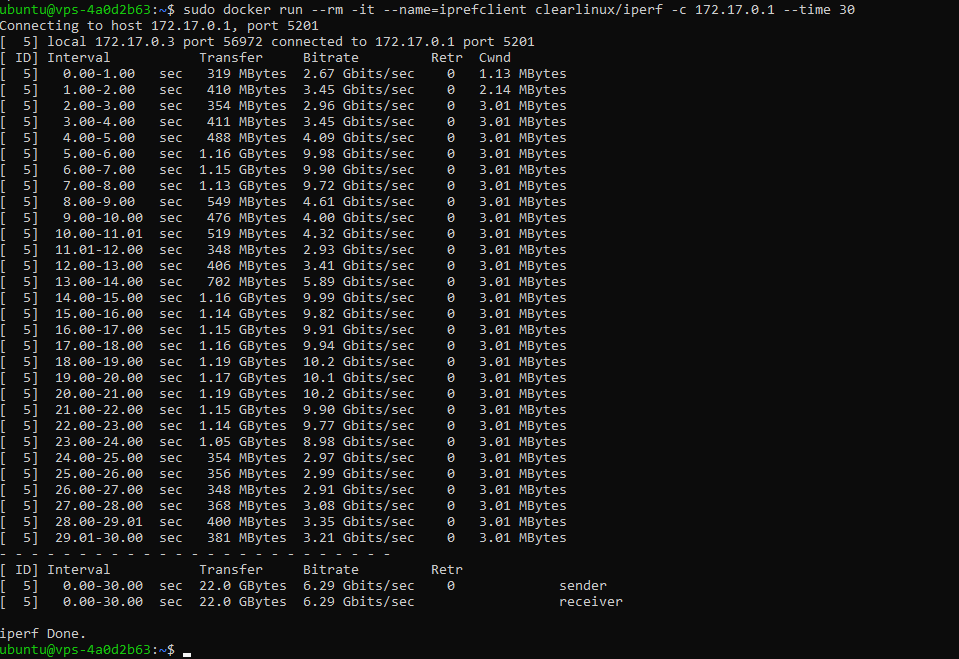 ubuntu@vps-4a0d2b63:~$ sudo docker run --rm -it --name=iprefclient clearlinux/iperf -c 172.17.0.1 --time 30
Connecting to host 172.17.0.1, port 5201
[  5] local 172.17.0.3 port 56972 connected to 172.17.0.1 port 5201
[ ID] Interval           Transfer     Bitrate         Retr  Cwnd
[  5]   0.00-1.00   sec   319 MBytes  2.67 Gbits/sec    0   1.13 MBytes
[  5]   1.00-2.00   sec   410 MBytes  3.45 Gbits/sec    0   2.14 MBytes
[  5]   2.00-3.00   sec   354 MBytes  2.96 Gbits/sec    0   3.01 MBytes
[  5]   3.00-4.00   sec   411 MBytes  3.45 Gbits/sec    0   3.01 MBytes
[  5]   4.00-5.00   sec   488 MBytes  4.09 Gbits/sec    0   3.01 MBytes
[  5]   5.00-6.00   sec  1.16 GBytes  9.98 Gbits/sec    0   3.01 MBytes
[  5]   6.00-7.00   sec  1.15 GBytes  9.90 Gbits/sec    0   3.01 MBytes
[  5]   7.00-8.00   sec  1.13 GBytes  9.72 Gbits/sec    0   3.01 MBytes
[  5]   8.00-9.00   sec   549 MBytes  4.61 Gbits/sec    0   3.01 MBytes
[  5]   9.00-10.00  sec   476 MBytes  4.00 Gbits/sec    0   3.01 MBytes
[  5]  10.00-11.01  sec   519 MBytes  4.32 Gbits/sec    0   3.01 MBytes
[  5]  11.01-12.00  sec   348 MBytes  2.93 Gbits/sec    0   3.01 MBytes
[  5]  12.00-13.00  sec   406 MBytes  3.41 Gbits/sec    0   3.01 MBytes
[  5]  13.00-14.00  sec   702 MBytes  5.89 Gbits/sec    0   3.01 MBytes
[  5]  14.00-15.00  sec  1.16 GBytes  9.99 Gbits/sec    0   3.01 MBytes
[  5]  15.00-16.00  sec  1.14 GBytes  9.82 Gbits/sec    0   3.01 MBytes
[  5]  16.00-17.00  sec  1.15 GBytes  9.91 Gbits/sec    0   3.01 MBytes
[  5]  17.00-18.00  sec  1.16 GBytes  9.94 Gbits/sec    0   3.01 MBytes
[  5]  18.00-19.00  sec  1.19 GBytes  10.2 Gbits/sec    0   3.01 MBytes
[  5]  19.00-20.00  sec  1.17 GBytes  10.1 Gbits/sec    0   3.01 MBytes
[  5]  20.00-21.00  sec  1.19 GBytes  10.2 Gbits/sec    0   3.01 MBytes
[  5]  21.00-22.00  sec  1.15 GBytes  9.90 Gbits/sec    0   3.01 MBytes
[  5]  22.00-23.00  sec  1.14 GBytes  9.77 Gbits/sec    0   3.01 MBytes
[  5]  23.00-24.00  sec  1.05 GBytes  8.98 Gbits/sec    0   3.01 MBytes
[  5]  24.00-25.00  sec   354 MBytes  2.97 Gbits/sec    0   3.01 MBytes
[  5]  25.00-26.00  sec   356 MBytes  2.99 Gbits/sec    0   3.01 MBytes
[  5]  26.00-27.00  sec   348 MBytes  2.91 Gbits/sec    0   3.01 MBytes
[  5]  27.00-28.00  sec   368 MBytes  3.08 Gbits/sec    0   3.01 MBytes
[  5]  28.00-29.01  sec   400 MBytes  3.35 Gbits/sec    0   3.01 MBytes
[  5]  29.01-30.00  sec   381 MBytes  3.21 Gbits/sec    0   3.01 MBytes
- - - - - - - - - - - - - - - - - - - - - - - - -
[ ID] Interval           Transfer     Bitrate         Retr
[  5]   0.00-30.00  sec  22.0 GBytes  6.29 Gbits/sec    0             sender
[  5]   0.00-30.00  sec  22.0 GBytes  6.29 Gbits/sec                  receiver
iperf Done.
ubuntu@vps-4a0d2b63:~$